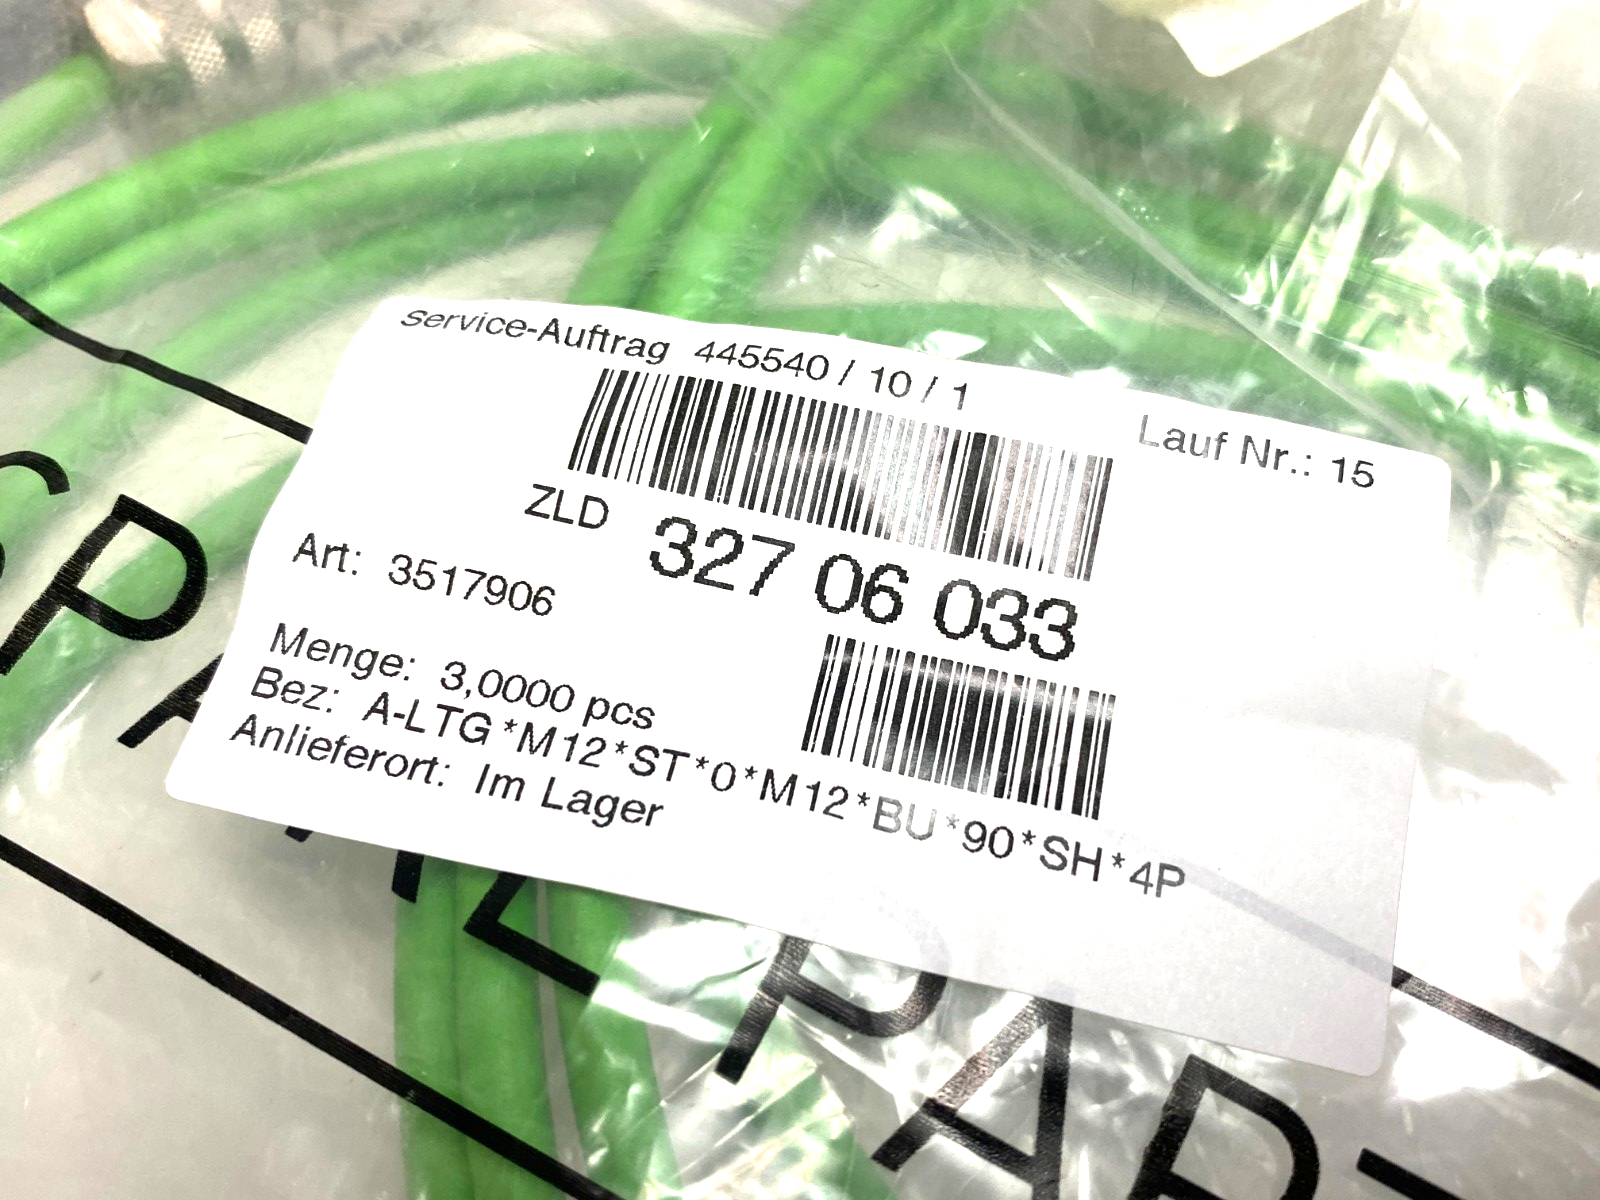 Service-Auftrag 445540 / 10 / 1
Lauf Nr.: 15
ZLD 327 06 033
Art: 3517906
Menge: 3,0000 pcs
Bez: A-LTG*M12*ST*0*M12*BU*90*SH*4P
Anlieferort: Im Lager